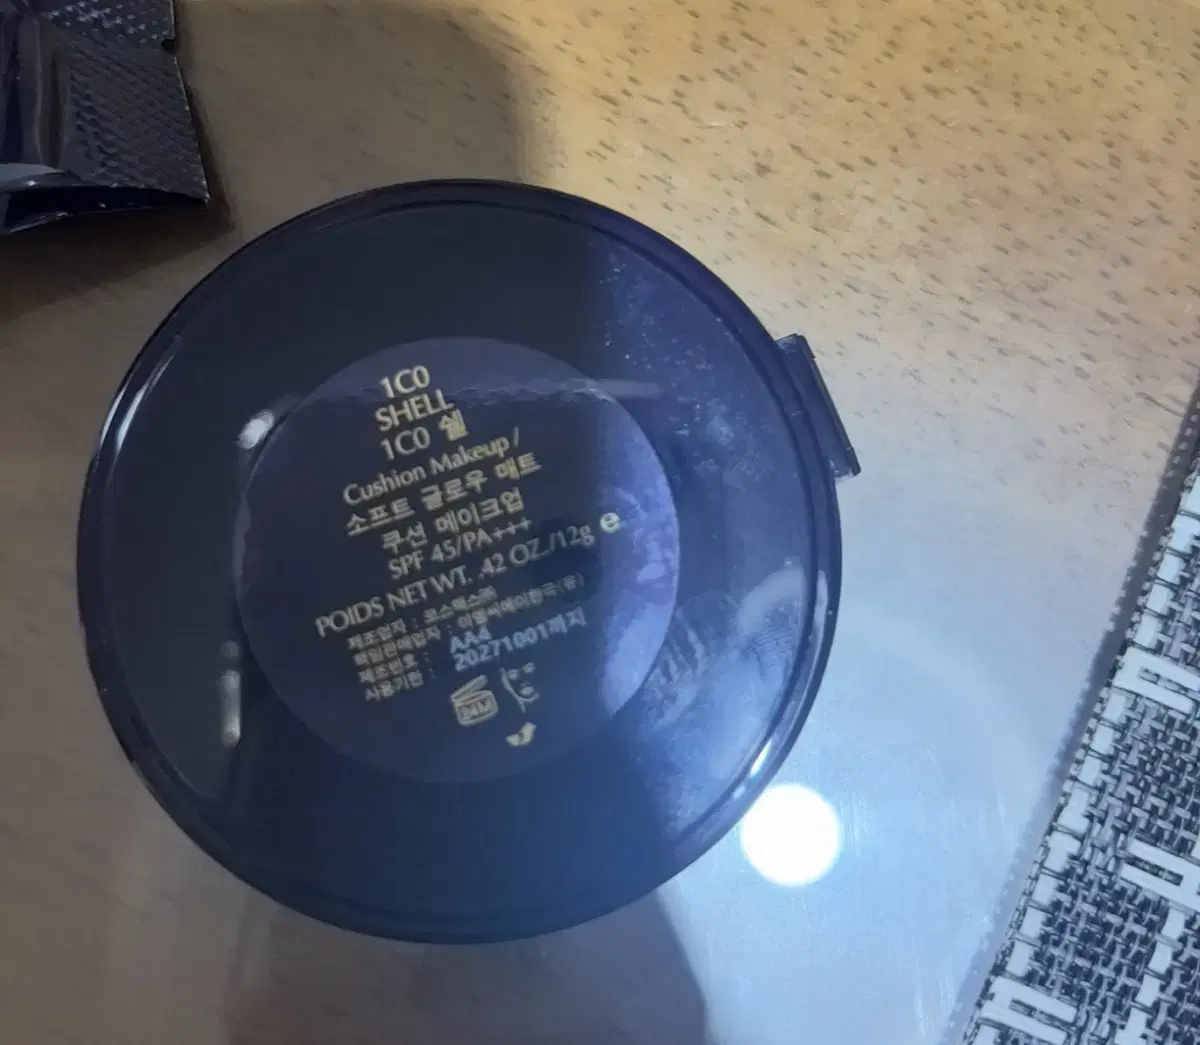 1C0
SHELL
1C0 쉘
Cushion Makeup /
소프트 글로우 매트
쿠션 메이크업
SPF 45/PA+++
POIDS NET WT. .42 OZ./12g e
제조업자 : 코스맥스㈜
책임판매업자 : 이엘씨에이한국(유)
제조번호 : AA4
사용기한 : 20271001까지
24M